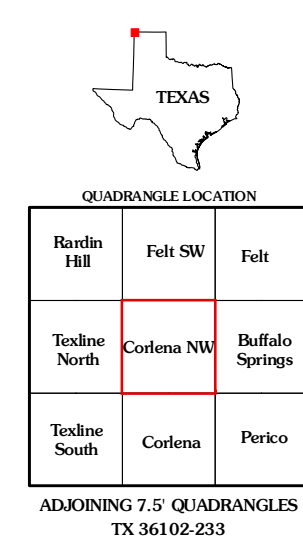 TEXAS
QUADRANGLE LOCATION
Rardin
Hill
Felt SW
Felt
Texline
North
Corlena NW
Buffalo
Springs
Texline
South
Corlena
Perico
ADJOINING 7.5' QUADRANGLES
TX 36102-233